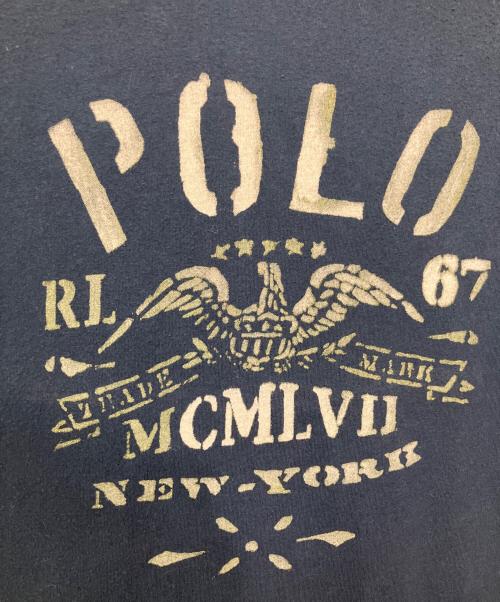 POLO
RL 67
TRADE MARK
MCMLVII
NEW-YORK